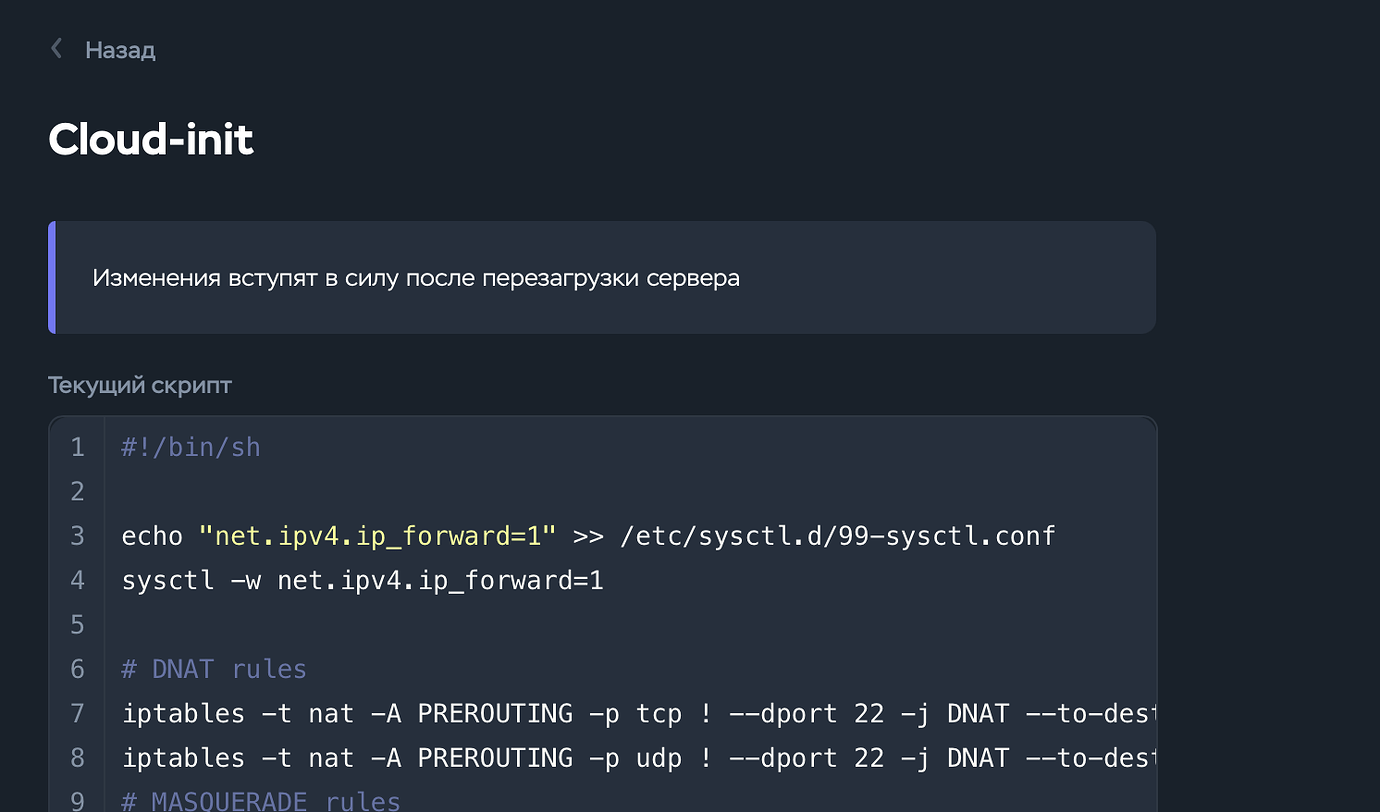 Назад
Cloud-init
Изменения вступят в силу после перезагрузки сервера
Текущий скрипт
1 #!/bin/sh
2
3 echo "net.ipv4.ip_forward=1" >> /etc/sysctl.d/99-sysctl.conf
4 sysctl -w net.ipv4.ip_forward=1
5
6 # DNAT rules
7 iptables -t nat -A PREROUTING -p tcp ! --dport 22 -j DNAT --to-dest
8 iptables -t nat -A PREROUTING -p udp ! --dport 22 -j DNAT --to-dest
9 # MASQUERADE rules